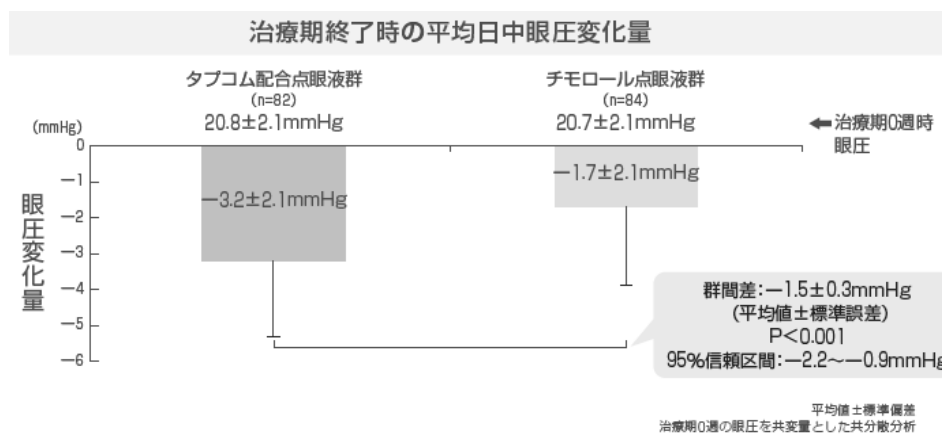 治療期終了時の平均日中眼圧変化量
タプコム配合点眼液群
(n=82)
20.8±2.1mmHg
チモロール点眼液群
(n=84)
20.7±2.1mmHg
治療期0週時
眼圧
(mmHg)
0
−1
−2
−3
−4
−5
−6
眼圧変化量
−3.2±2.1mmHg
−1.7±2.1mmHg
群間差:−1.5±0.3mmHg
(平均値±標準誤差)
P<0.001
95%信頼区間:−2.2〜−0.9mmHg
平均値±標準偏差
治療期0週の眼圧を共変量とした共分散分析